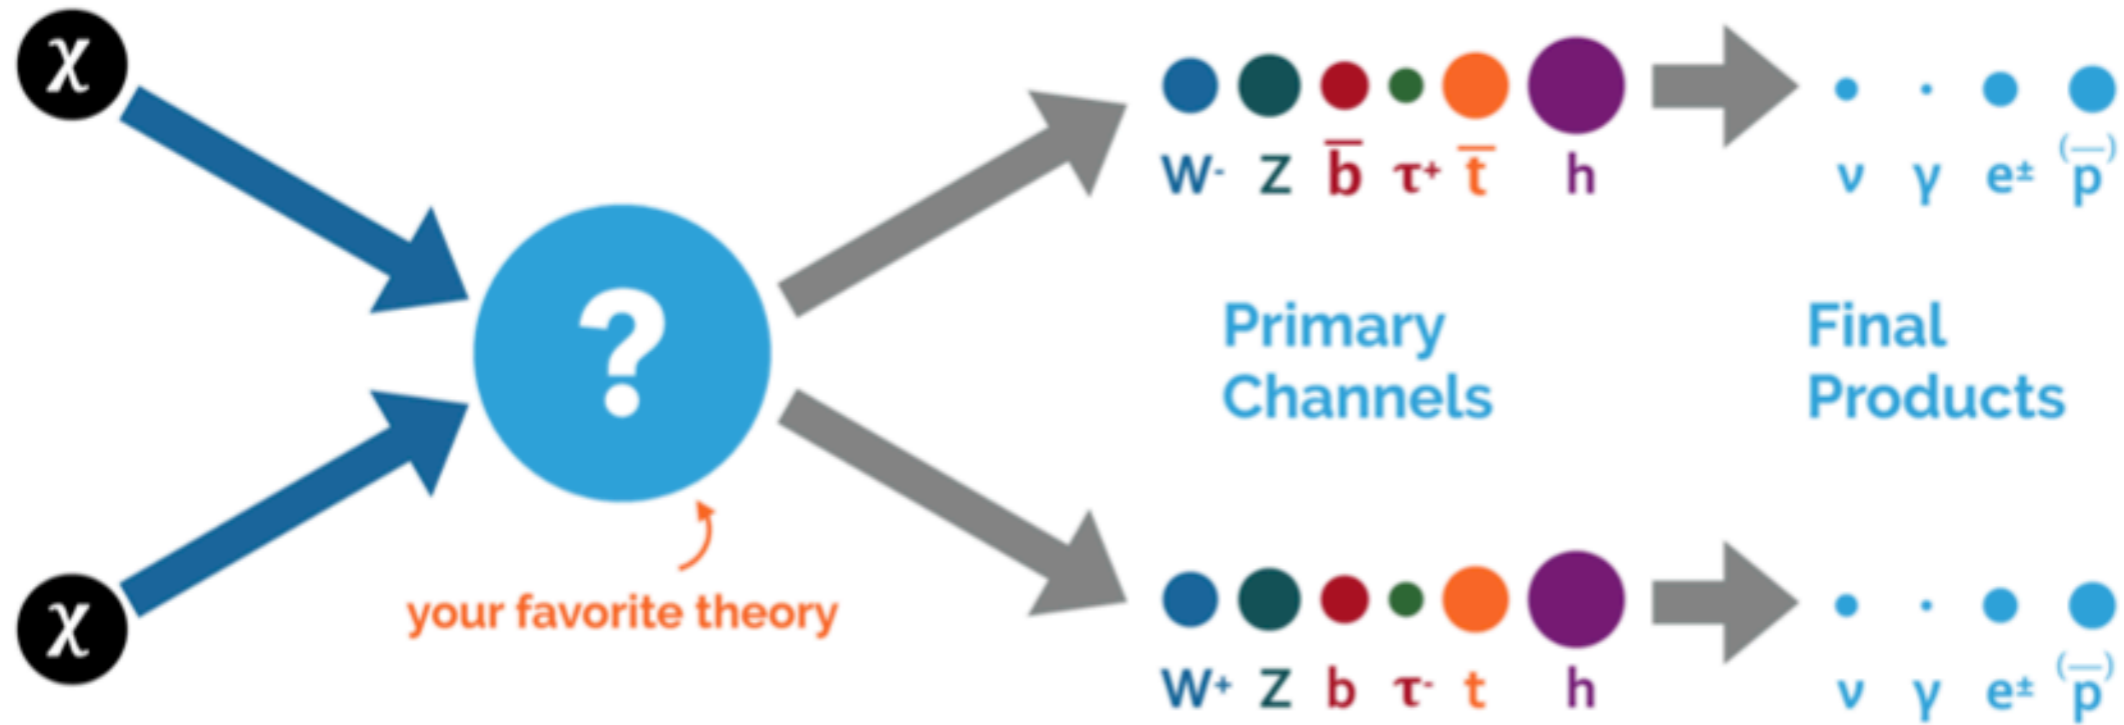 χ
?
W⁻ Z b̅ τ⁺ t̅ h
ν γ e± (—)p
Primary
Channels
Final
Products
your favorite theory
χ
W⁺ Z b τ⁻ t h
ν γ e± (—)p